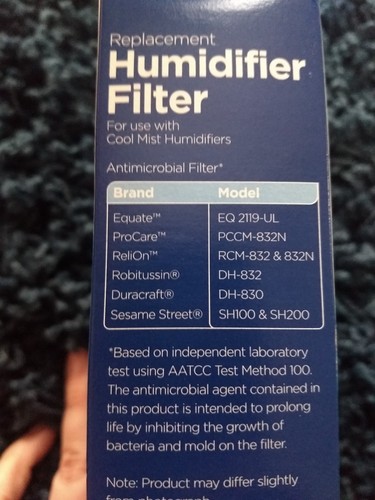 Replacement
Humidifier
Filter
For use with
Cool Mist Humidifiers
Antimicrobial Filter*
Brand Model
Equate™ EQ 2119-UL
ProCare™ PCCM-832N
ReliOn™ RCM-832 & 832N
Robitussin® DH-832
Duracraft® DH-830
Sesame Street® SH100 & SH200
*Based on independent laboratory
test using AATCC Test Method 100.
The antimicrobial agent contained in
this product is intended to prolong
life by inhibiting the growth of
bacteria and mold on the filter.
Note: Product may differ slightly
from photograph